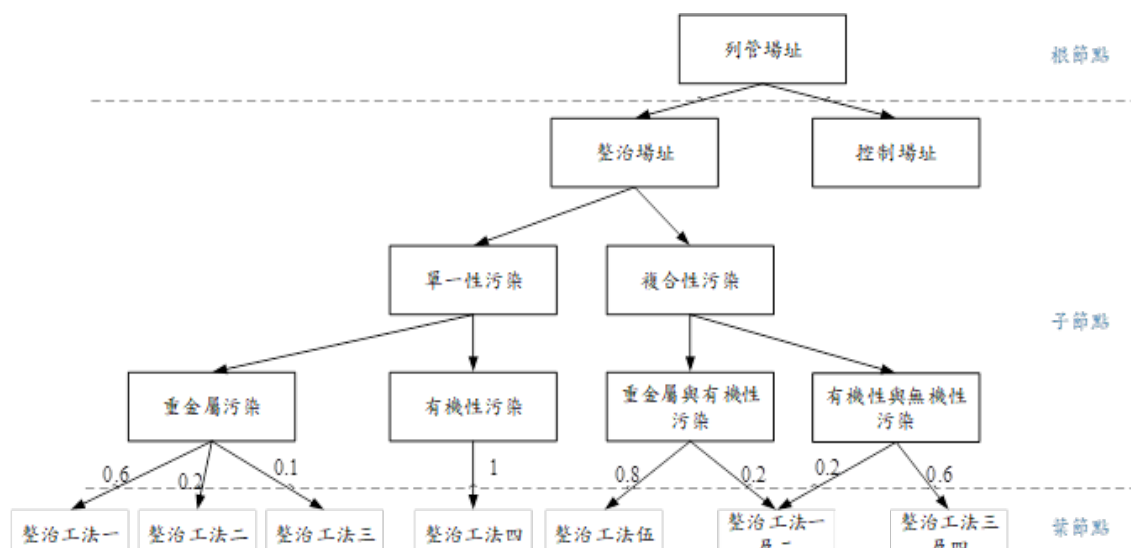 列管場址
根節點
整治場址
控制場址
單一性污染
複合性污染
子節點
重金屬污染
有機性污染
重金屬與有機性
污染
有機性與無機性
污染
0.6
0.2
0.1
1
0.8
0.2
0.2
0.6
整治工法一
整治工法二
整治工法三
整治工法四
整治工法伍
整治工法一
整治工法三
葉節點